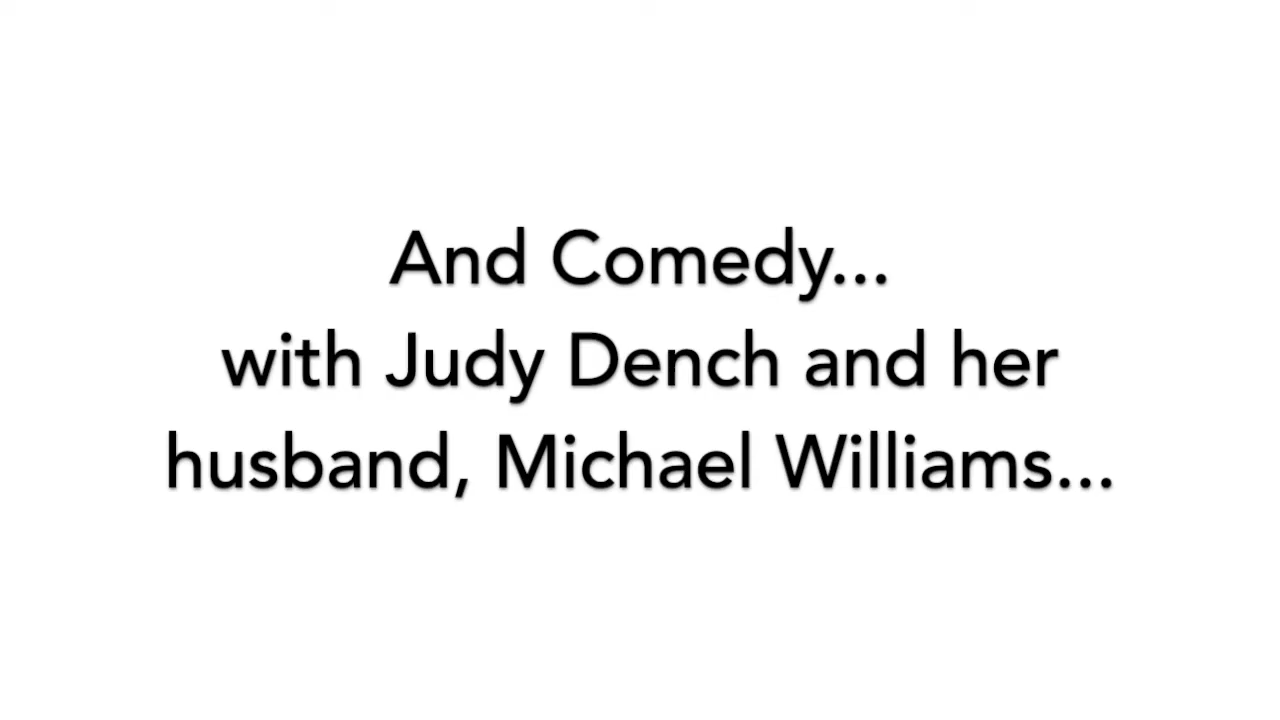 And Comedy...
with Judy Dench and her
husband, Michael Williams...